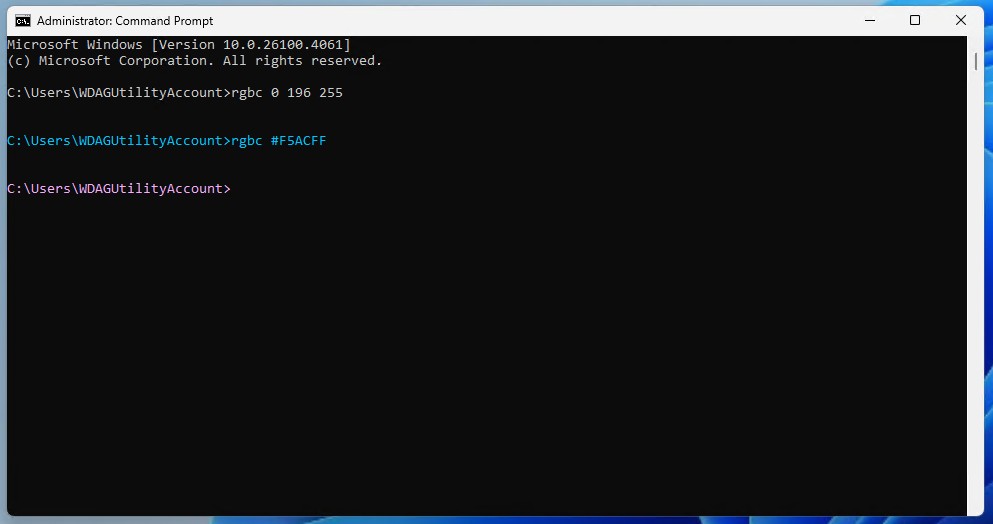 Administrator: Command Prompt
Microsoft Windows [Version 10.0.26100.4061]
(c) Microsoft Corporation. All rights reserved.
C:\Users\WDAGUtilityAccount>rgbc 0 196 255
C:\Users\WDAGUtilityAccount>rgbc #F5ACFF
C:\Users\WDAGUtilityAccount>